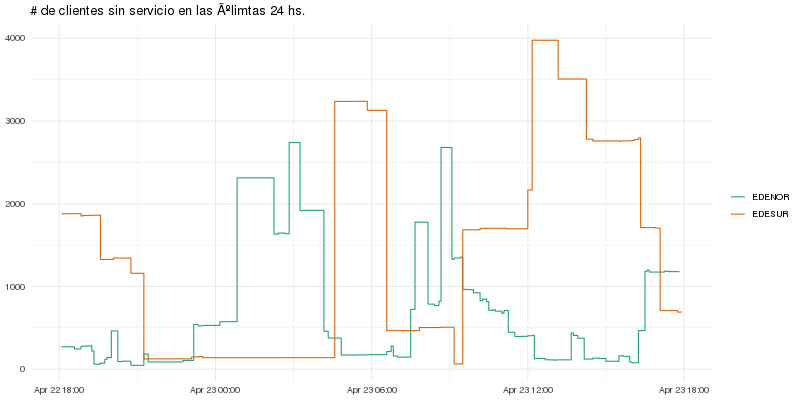 # de clientes sin servicio en las Ãºlimtas 24 hs.
4000
3000
2000
1000
0
Apr 22 18:00
Apr 23 00:00
Apr 23 06:00
Apr 23 12:00
Apr 23 18:00
EDENOR
EDESUR